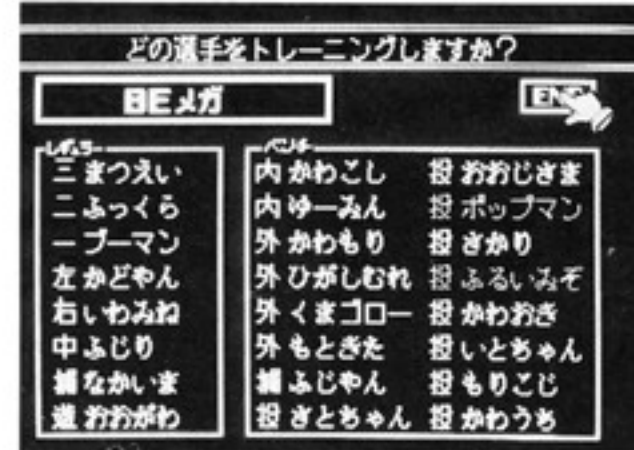 どの選手をトレーニングしますか?
BEメガ
END
レギュラー
三 まつえい
二 ふっくら
一 ブーマン
左 かどやん
右 いわみね
中 ふじり
捕 なかいま
遊 おおがわ
ベンチ
内 かわこし 投 おおじさま
内 ゆーみん 投 ポップマン
外 かわもり 投 さかり
外 ひがしむれ 投 ふるいみぞ
外 くまゴロー 投 かわおき
外 もときた 投 いとちゃん
捕 ふじやん 投 もりこじ
投 さとちゃん 投 かわうち